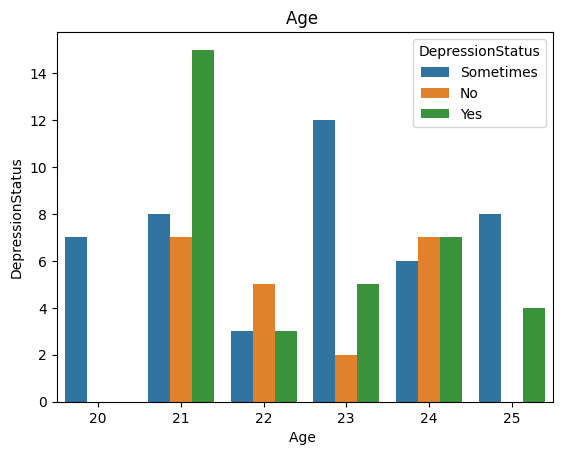 Age
DepressionStatus
Sometimes
No
Yes
DepressionStatus
14
12
10
8
6
4
2
0
20 21 22 23 24 25
Age